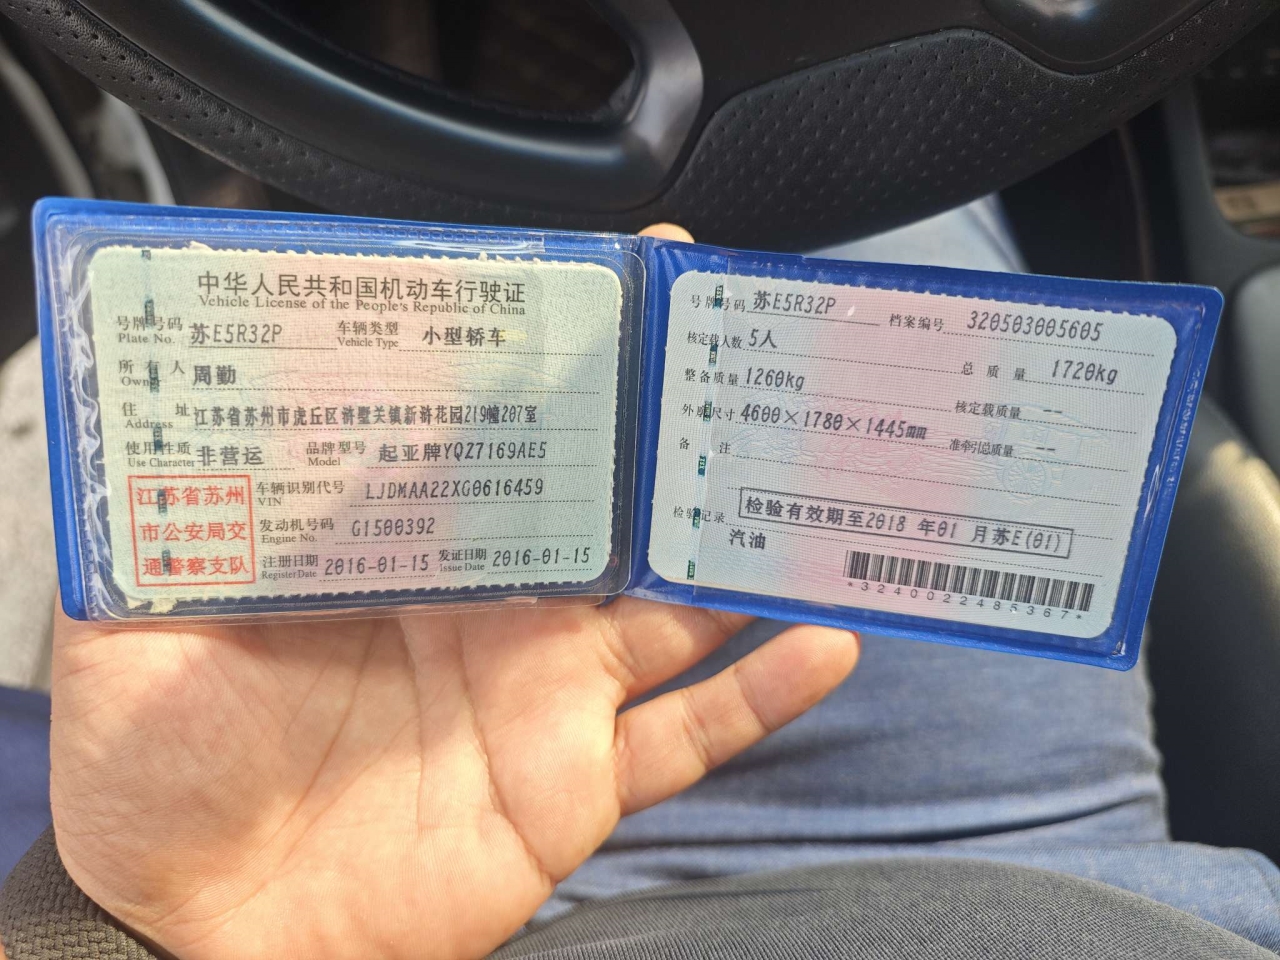 中华人民共和国机动车行驶证
Vehicle License of the People's Republic of China
号牌号码 苏E5R32P 车辆类型 小型轿车
Plate No. Vehicle Type
所有人 周勤
Owner
住址 江苏省苏州市虎丘区浒墅关镇新浒花园219幢207室
Address
使用性质 非营运 品牌型号 起亚牌YQZ7169AE5
Use Character Model
江苏省苏州
市公安局交
通警察支队
车辆识别代号 LJDMAA22XG0616459
VIN
发动机号码 G1500392
Engine No.
注册日期 2016-01-15 发证日期 2016-01-15
Register Date Issue Date
号牌号码 苏E5R32P 档案编号 320503005605
核定载人数 5人 总质量 1720kg
整备质量 1260kg 核定载质量 --
外廓尺寸 4600×1780×1445mm 准牵引总质量 --
备注
检验记录 检验有效期至2018年01月苏E(01)
汽油
*3240022485367*